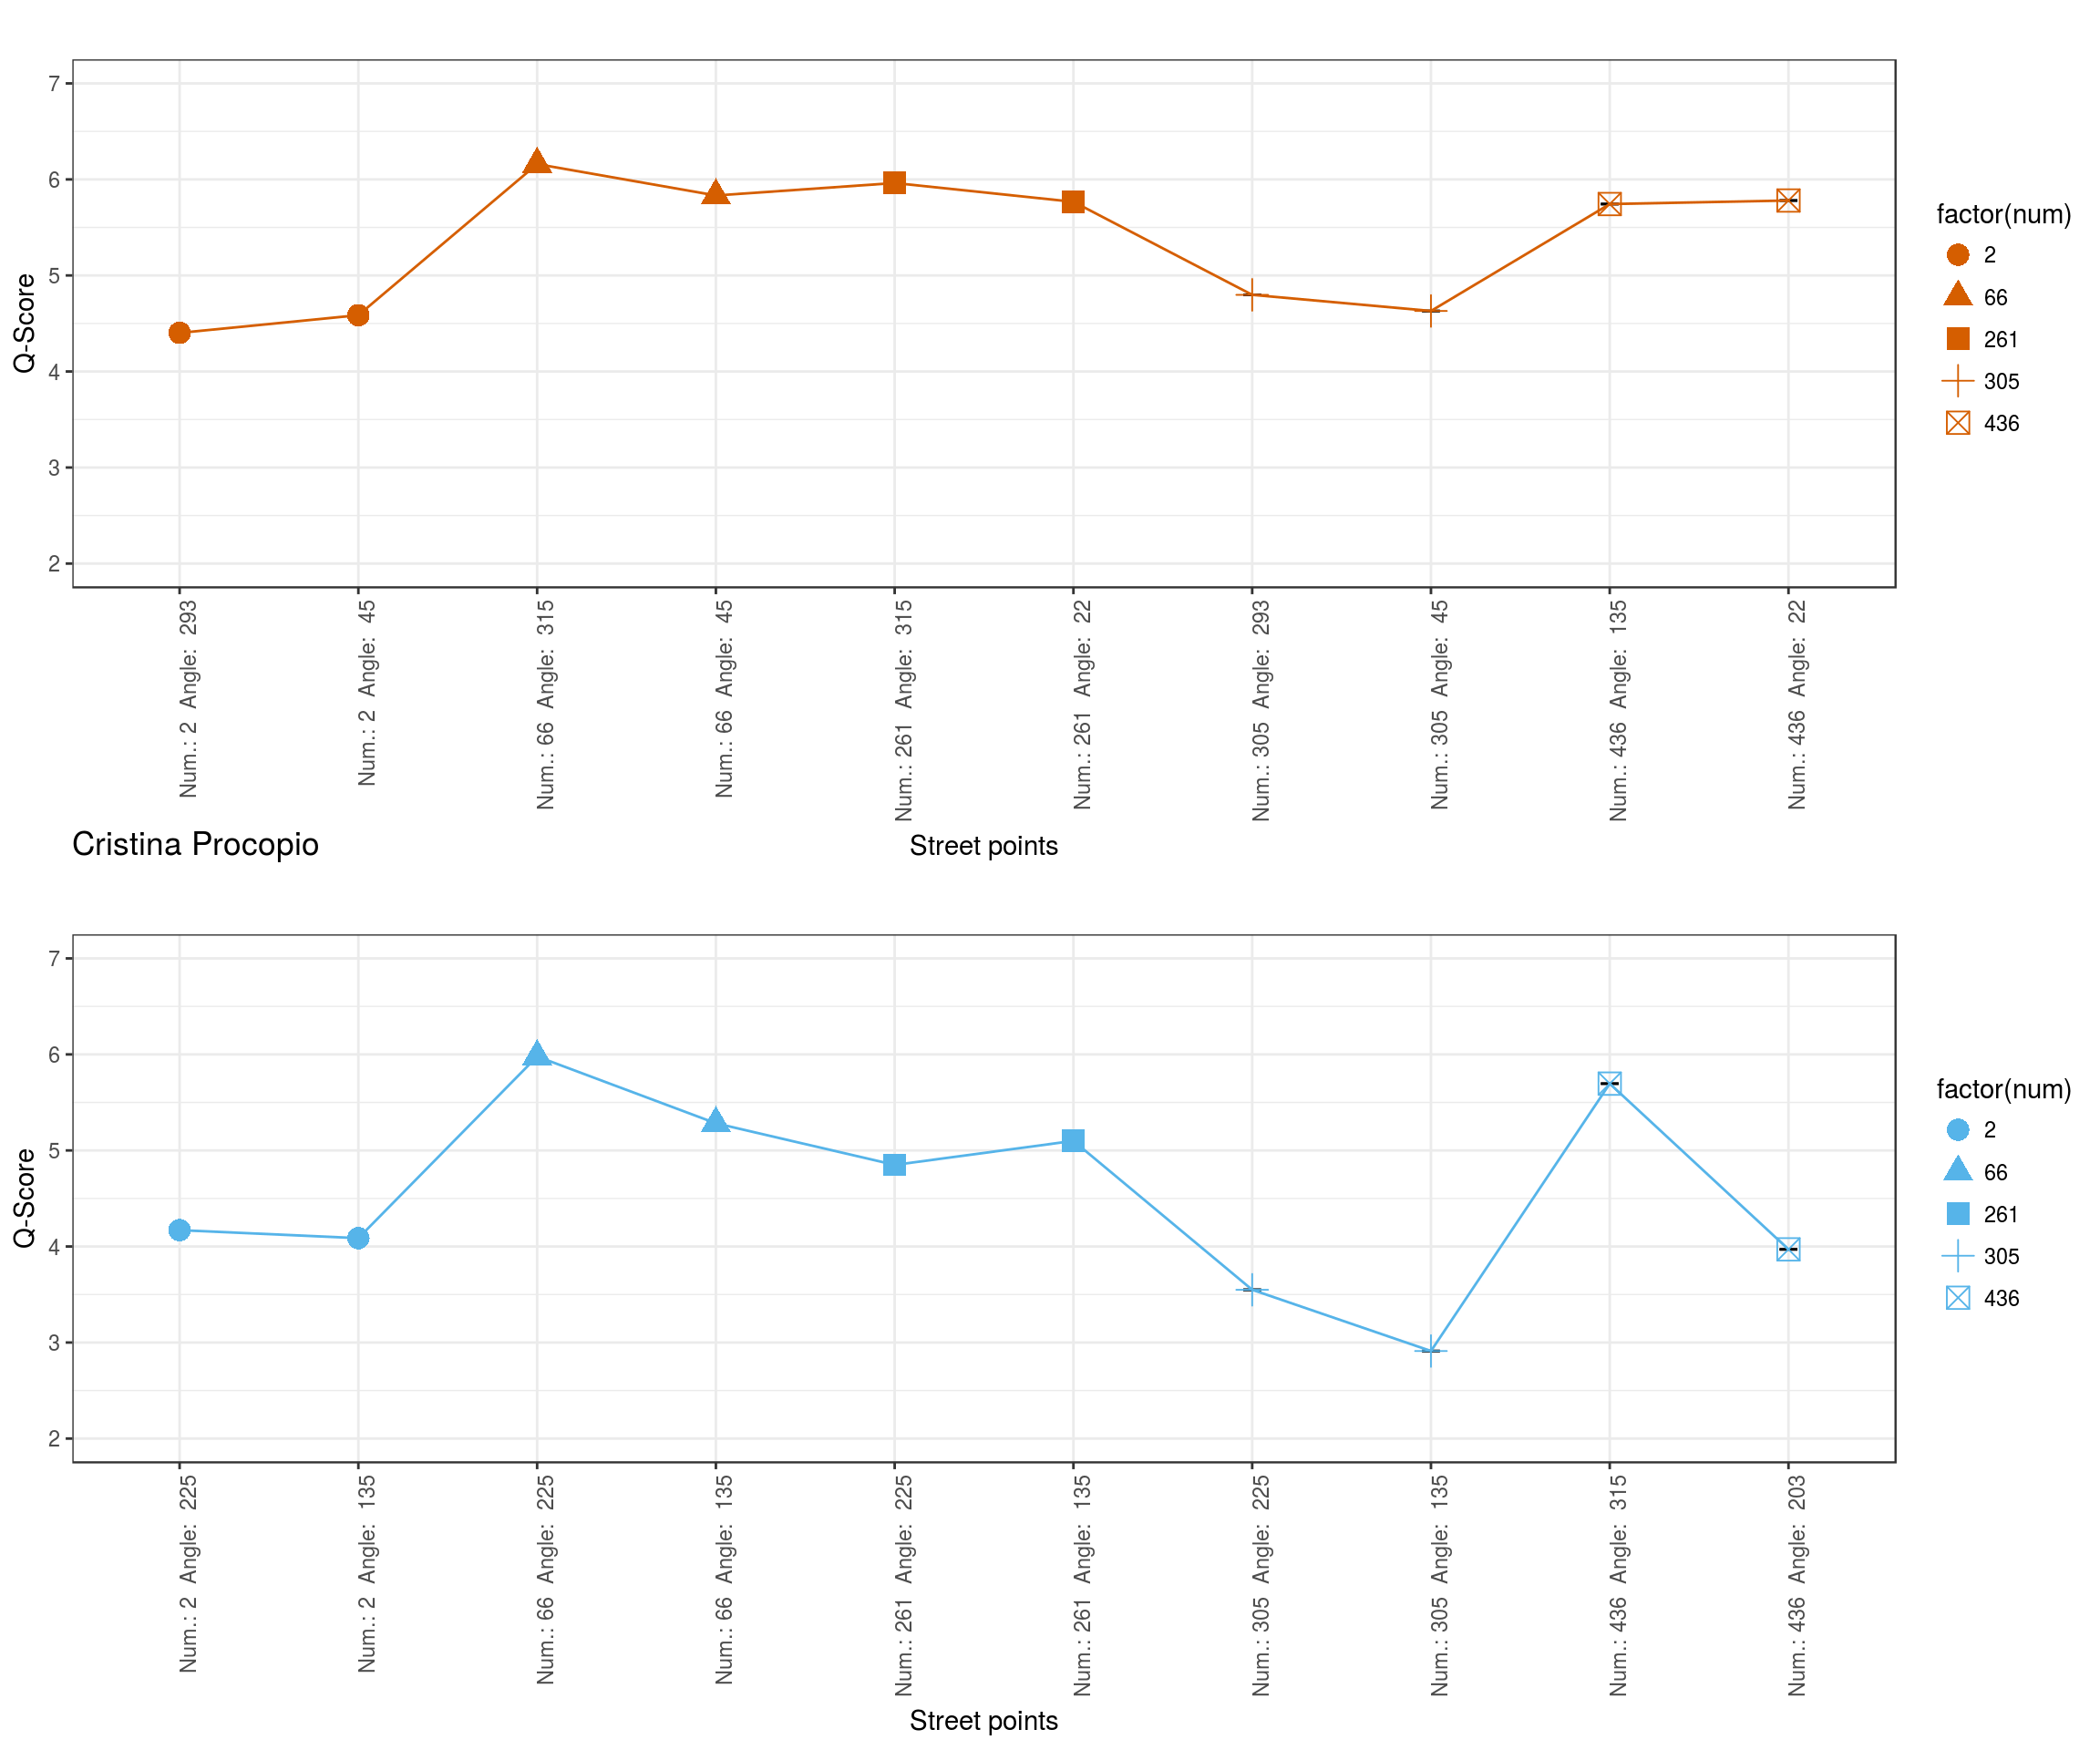 7
6
5
4
3
2
Q-Score
Num.: 2 Angle: 293
Num.: 2 Angle: 45
Num.: 66 Angle: 315
Num.: 66 Angle: 45
Num.: 261 Angle: 315
Num.: 261 Angle: 22
Num.: 305 Angle: 293
Num.: 305 Angle: 45
Num.: 436 Angle: 135
Num.: 436 Angle: 22
Street points
factor(num)
2
66
261
305
436
Cristina Procopio
7
6
5
4
3
2
Q-Score
Num.: 2 Angle: 225
Num.: 2 Angle: 135
Num.: 66 Angle: 225
Num.: 66 Angle: 135
Num.: 261 Angle: 225
Num.: 261 Angle: 135
Num.: 305 Angle: 225
Num.: 305 Angle: 135
Num.: 436 Angle: 315
Num.: 436 Angle: 203
Street points
factor(num)
2
66
261
305
436